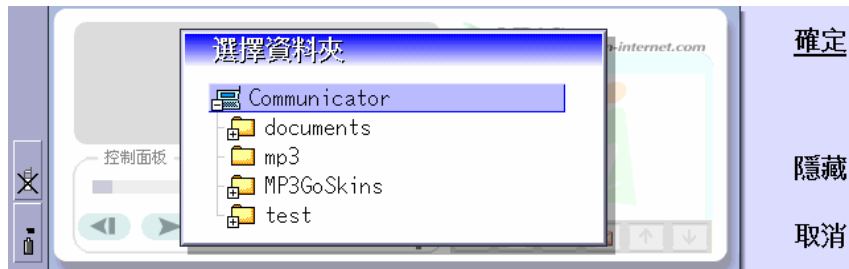 選擇資料夾
n-internet.com
Communicator
documents
mp3
MP3GoSkins
test
控制面板
確定
隱藏
取消